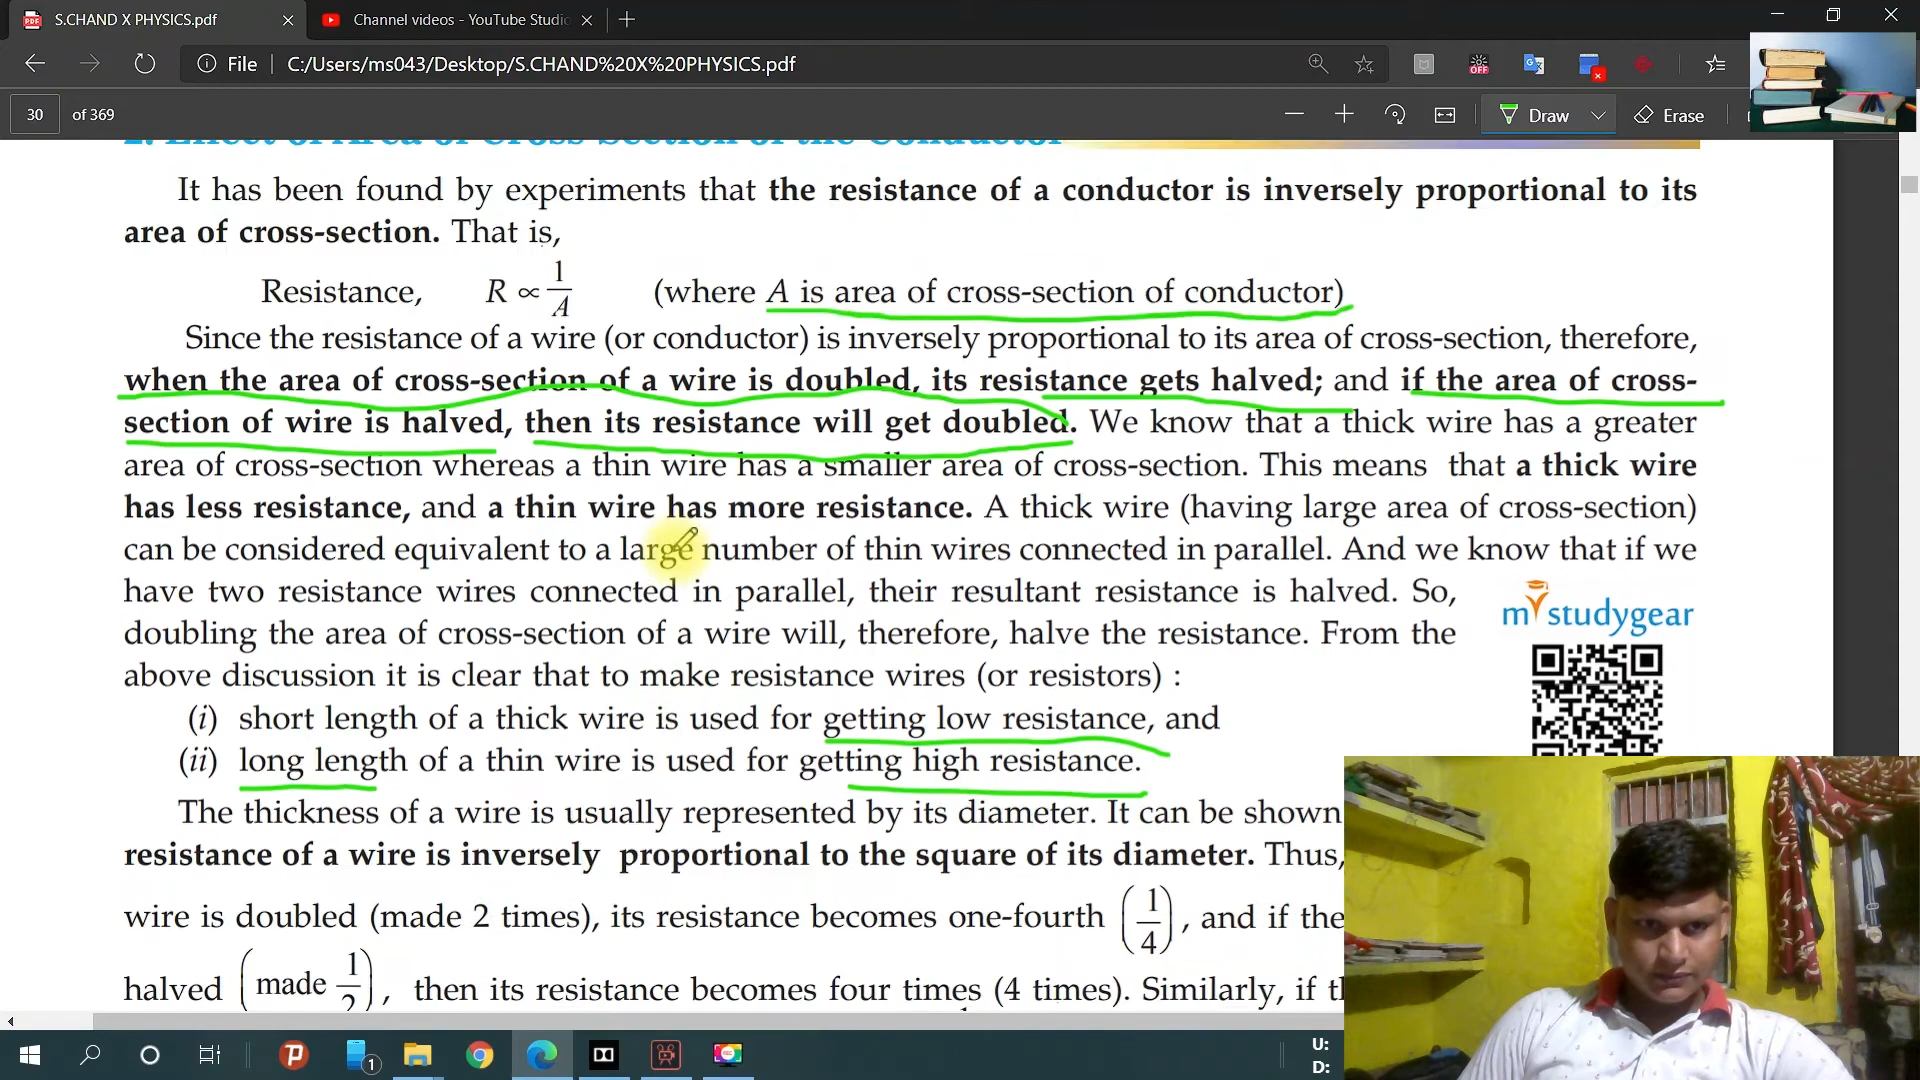 S.CHAND X PHYSICS.pdf
Channel videos - YouTube Studio
File
C:/Users/ms043/Desktop/S.CHAND%20X%20PHYSICS.pdf
OFF
30 of 369
Draw
Erase
2. Effect of Area of Cross-Section of the Conductor
It has been found by experiments that the resistance of a conductor is inversely proportional to its
area of cross-section. That is,
Resistance, R ∝ 1/A (where A is area of cross-section of conductor)
Since the resistance of a wire (or conductor) is inversely proportional to its area of cross-section, therefore,
when the area of cross-section of a wire is doubled, its resistance gets halved; and if the area of cross-
section of wire is halved, then its resistance will get doubled. We know that a thick wire has a greater
area of cross-section whereas a thin wire has a smaller area of cross-section. This means that a thick wire
has less resistance, and a thin wire has more resistance. A thick wire (having large area of cross-section)
can be considered equivalent to a large number of thin wires connected in parallel. And we know that if we
have two resistance wires connected in parallel, their resultant resistance is halved. So,
doubling the area of cross-section of a wire will, therefore, halve the resistance. From the
above discussion it is clear that to make resistance wires (or resistors) :
(i) short length of a thick wire is used for getting low resistance, and
(ii) long length of a thin wire is used for getting high resistance.
mystudygear
The thickness of a wire is usually represented by its diameter. It can be shown
resistance of a wire is inversely proportional to the square of its diameter. Thus,
wire is doubled (made 2 times), its resistance becomes one-fourth (1/4), and if the
halved (made 1/2), then its resistance becomes four times (4 times). Similarly, if
1
U:
D: